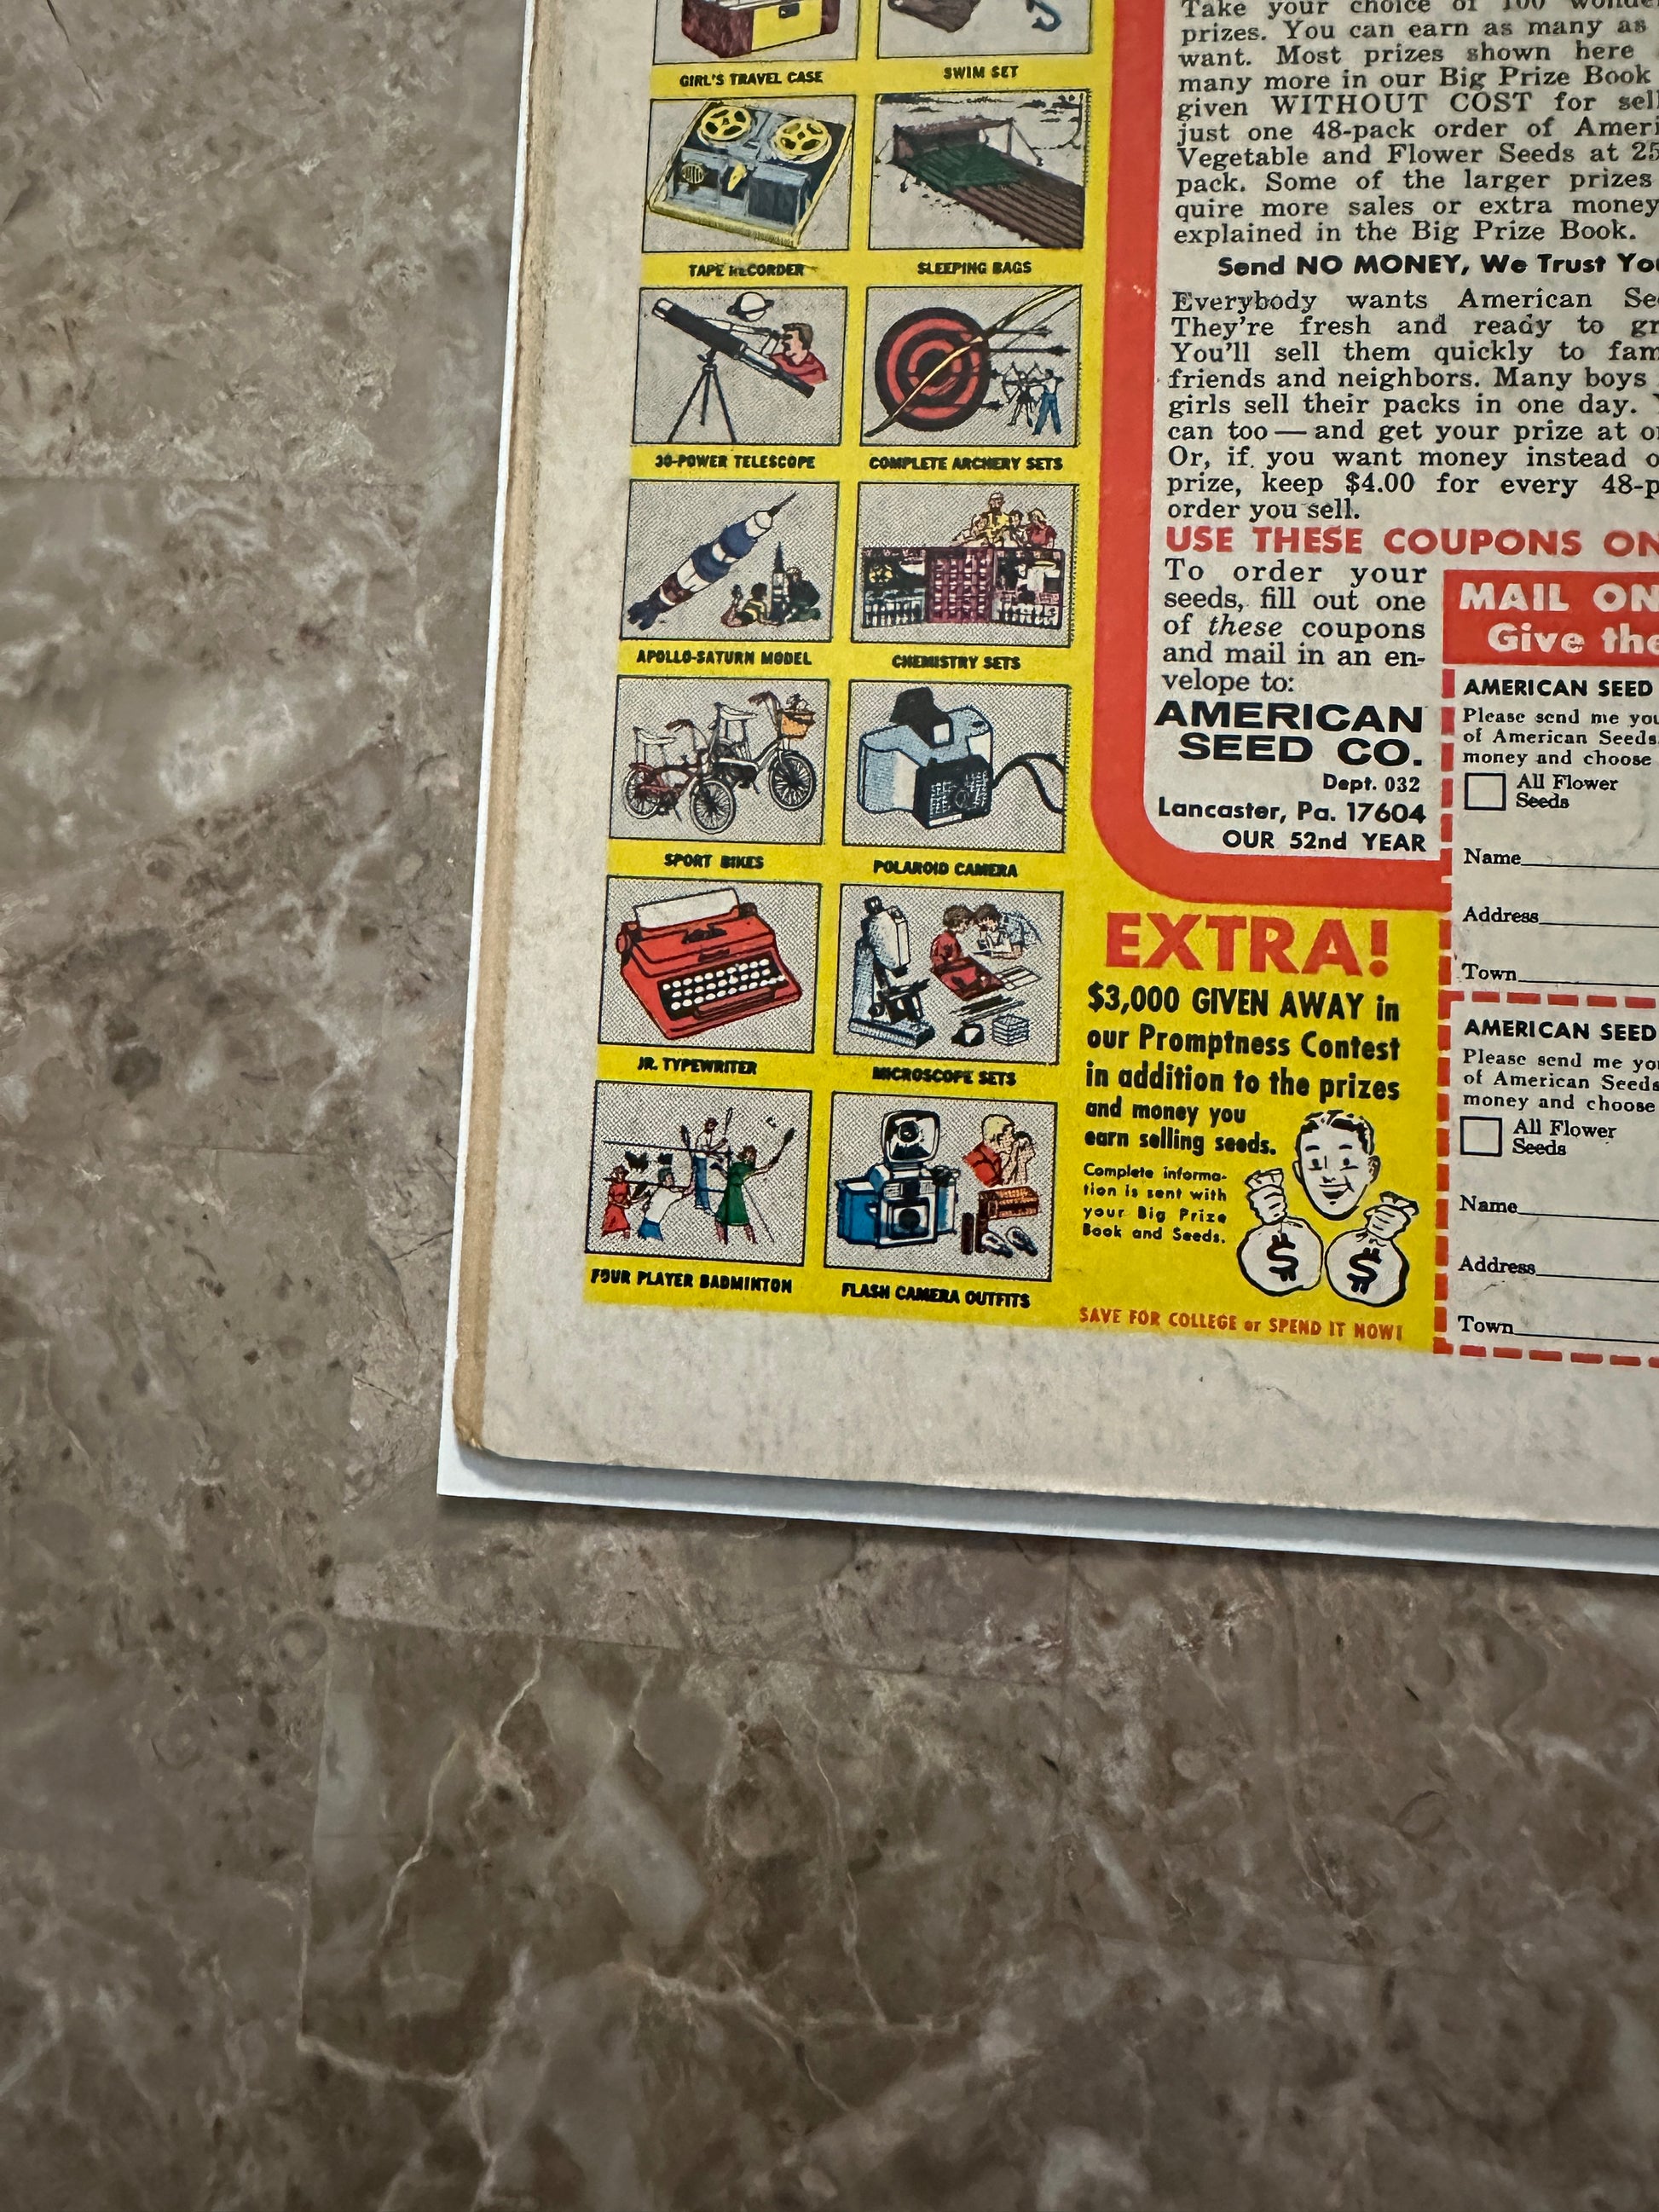 GIRL'S TRAVEL CASE
SWIM SET
TAPE RECORDER
SLEEPING BAGS
30-POWER TELESCOPE
COMPLETE ARCHERY SETS
APOLLO-SATURN MODEL
CHEMISTRY SETS
SPORT BIKES
POLAROID CAMERA
JR. TYPEWRITER
MICROSCOPE SETS
FOUR PLAYER BADMINTON
FLASH CAMERA OUTFITS
Take your choice of 100
prizes. You can earn as many as
want. Most prizes shown here
many more in our Big Prize Book
given WITHOUT COST for sell
just one 48-pack order of Ameri
Vegetable and Flower Seeds at 25
pack. Some of the larger prizes
quire more sales or extra money
explained in the Big Prize Book.
Send NO MONEY, We Trust You
Everybody wants American See
They're fresh and ready to gr
You'll sell them quickly to fam
friends and neighbors. Many boys
girls sell their packs in one day.
can too — and get your prize at on
Or, if you want money instead o
prize, keep $4.00 for every 48-p
order you sell.
USE THESE COUPONS ON
To order your
seeds, fill out one
of these coupons
and mail in an en-
velope to:
AMERICAN
SEED CO.
Dept. 032
Lancaster, Pa. 17604
OUR 52nd YEAR
EXTRA!
$3,000 GIVEN AWAY in
our Promptness Contest
in addition to the prizes
and money you
earn selling seeds.
Complete informa-
tion is sent with
your Big Prize
Book and Seeds.
$ $
SAVE FOR COLLEGE or SPEND IT NOW!
MAIL ON
Give the
AMERICAN SEED
Please send me you
of American Seeds.
money and choose
All Flower
Seeds
Name
Address
Town
AMERICAN SEED
Please send me yo
of American Seeds
money and choose
All Flower
Seeds
Name
Address
Town